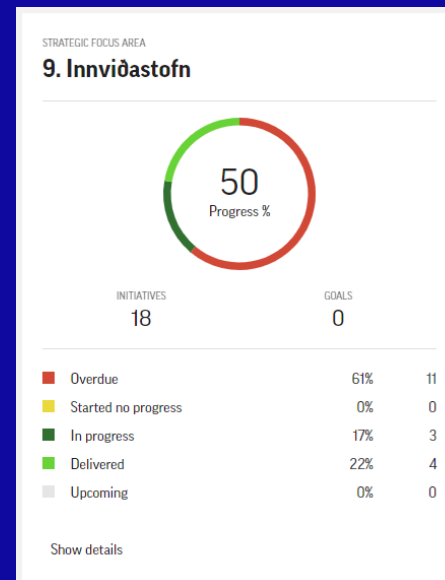 STRATEGIC FOCUS AREA
9. Innviðastofn
50
Progress %
INITIATIVES GOALS
18 0
Overdue 61% 11
Started no progress 0% 0
In progress 17% 3
Delivered 22% 4
Upcoming 0% 0
Show details